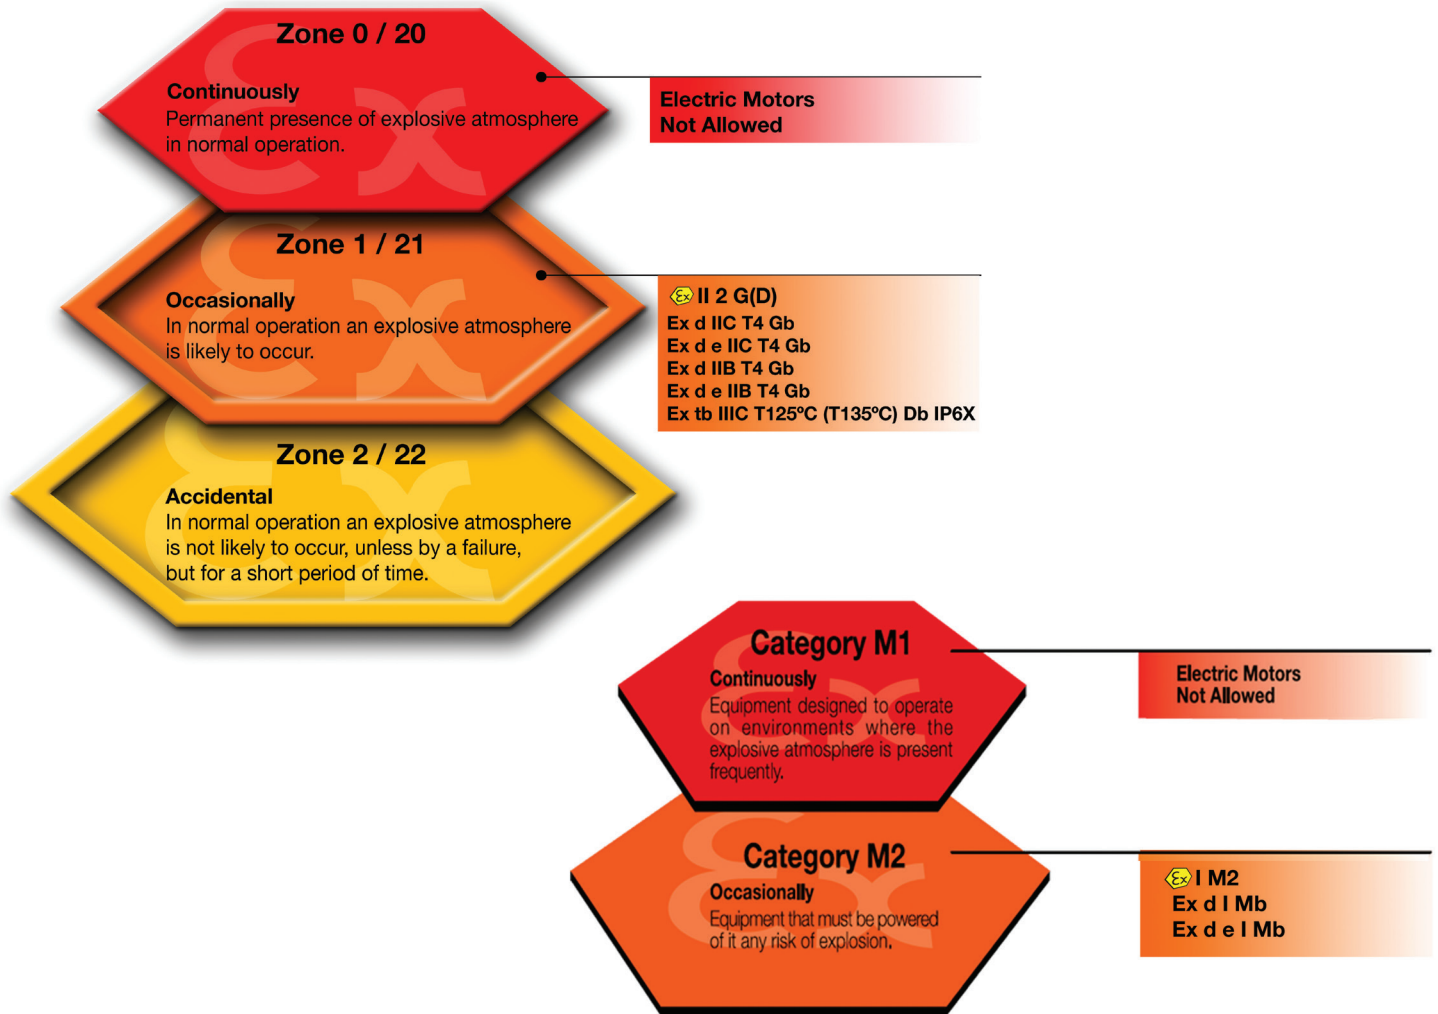 Zone 0 / 20
Continuously
Permanent presence of explosive atmosphere
in normal operation.
Electric Motors
Not Allowed
Zone 1 / 21
Occasionally
In normal operation an explosive atmosphere
is likely to occur.
Ex II 2 G(D)
Ex d IIC T4 Gb
Ex d e IIC T4 Gb
Ex d IIB T4 Gb
Ex d e IIB T4 Gb
Ex tb IIIC T125ºC (T135ºC) Db IP6X
Zone 2 / 22
Accidental
In normal operation an explosive atmosphere
is not likely to occur, unless by a failure,
but for a short period of time.
Category M1
Continuously
Equipment designed to operate
on environments where the
explosive atmosphere is present
frequently.
Electric Motors
Not Allowed
Category M2
Occasionally
Equipment that must be powered
of it any risk of explosion.
Ex I M2
Ex d I Mb
Ex d e I Mb